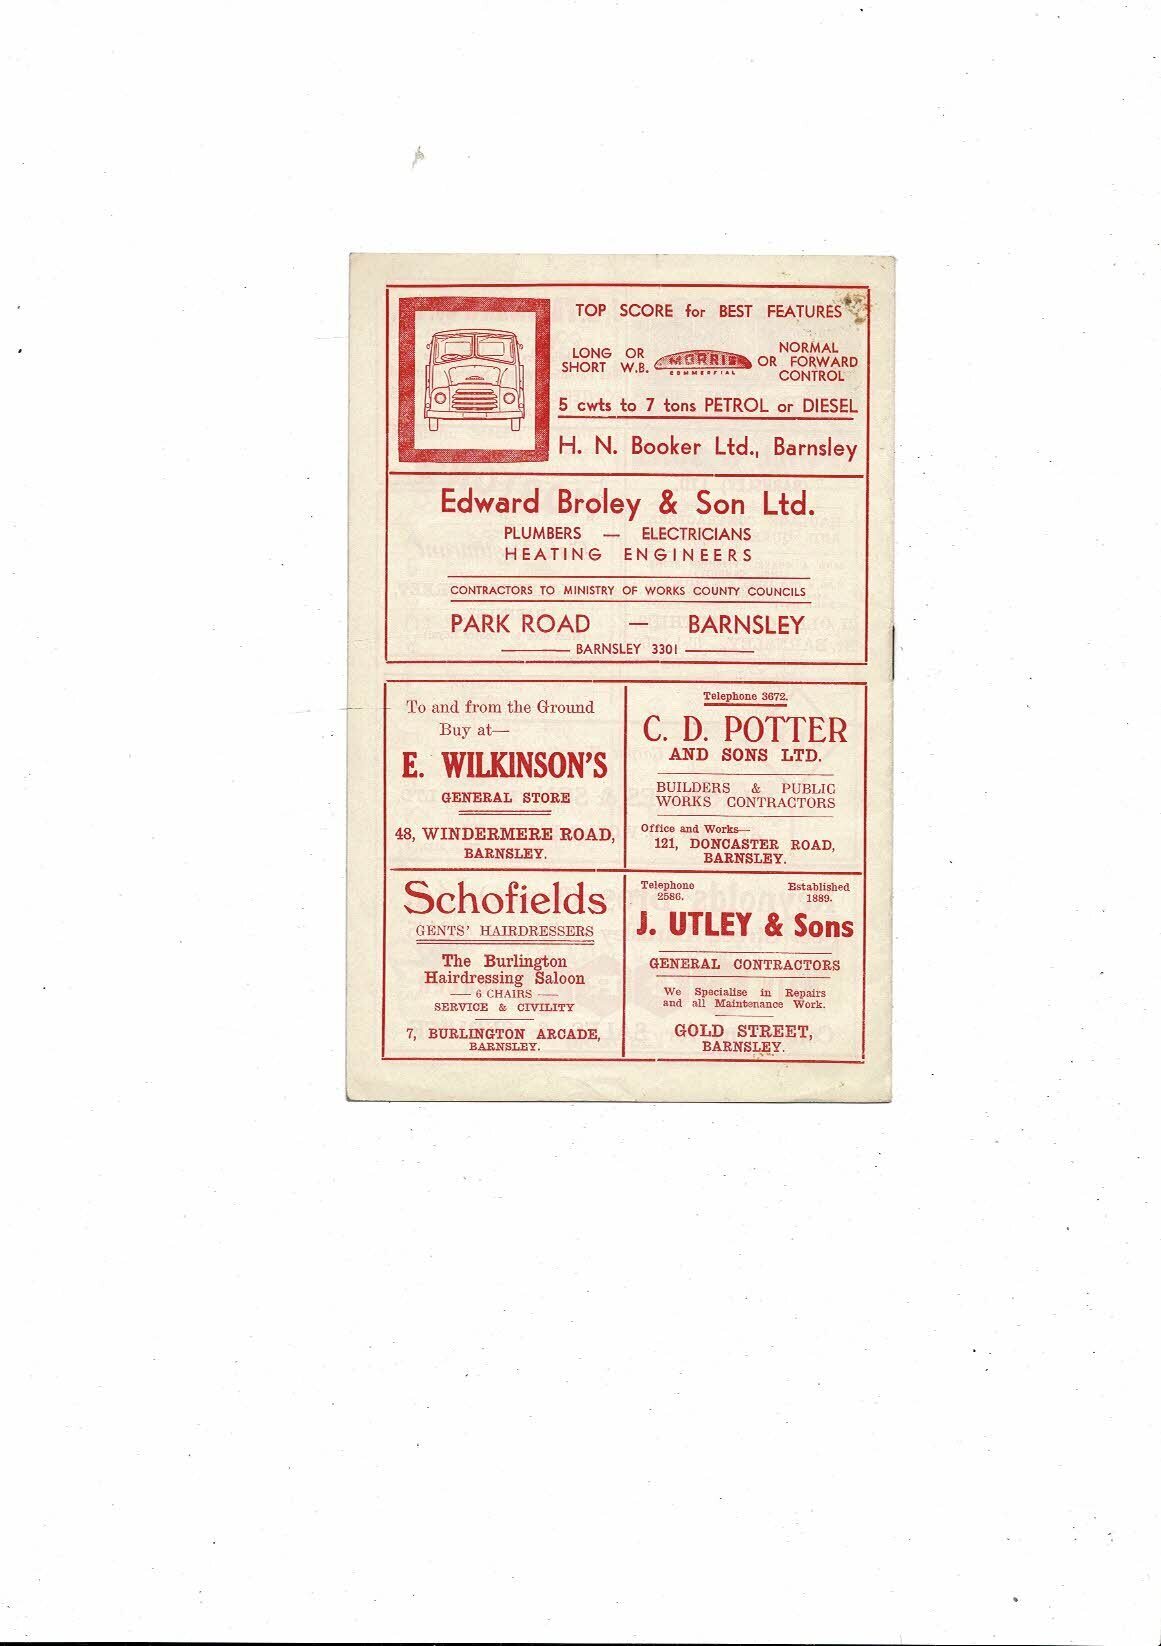 TOP SCORE for BEST FEATURES
LONG OR
SHORT W.B.
MORRIS
COMMERCIAL
NORMAL
OR FORWARD
CONTROL
5 cwts to 7 tons PETROL or DIESEL
H. N. Booker Ltd., Barnsley
Edward Broley & Son Ltd.
PLUMBERS — ELECTRICIANS
HEATING ENGINEERS
CONTRACTORS TO MINISTRY OF WORKS COUNTY COUNCILS
PARK ROAD — BARNSLEY
BARNSLEY 3301
To and from the Ground
Buy at—
E. WILKINSON'S
GENERAL STORE
48, WINDERMERE ROAD,
BARNSLEY.
Telephone 3672.
C. D. POTTER
AND SONS LTD.
BUILDERS & PUBLIC
WORKS CONTRACTORS
Office and Works—
121, DONCASTER ROAD,
BARNSLEY.
Schofields
GENTS' HAIRDRESSERS
The Burlington
Hairdressing Saloon
— 6 CHAIRS —
SERVICE & CIVILITY
7, BURLINGTON ARCADE,
BARNSLEY.
Telephone
2586.
Established
1889.
J. UTLEY & Sons
GENERAL CONTRACTORS
We Specialise in Repairs
and all Maintenance Work.
GOLD STREET,
BARNSLEY.